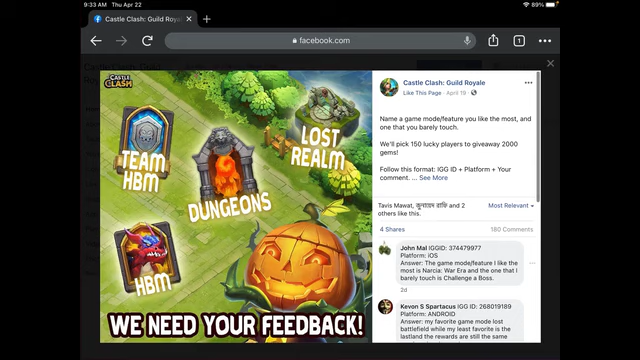 9:33 AM Thu Apr 22
89%
Castle Clash: Guild Royale
facebook.com
1
CASTLE CLASH
TEAM HBM
DUNGEONS
LOST REALM
HBM
WE NEED YOUR FEEDBACK!
Castle Clash: Guild Royale
Like This Page · April 19 ·
Name a game mode/feature you like the most, and
one that you barely touch.
We'll pick 150 lucky players to giveaway 2000
gems!
Follow this format: IGG ID + Platform + Your
comment. ... See More
Tavis Mawat, and 2
others like this.
Most Relevant
4 Shares
180 Comments
John Mal IGGID: 374479977
Platform: iOS
Answer: The game mode/feature I like the
most is Narcia: War Era and the one that I
barely touch is Challenge a Boss.
2d
Kevon S Spartacus IGG ID: 268019189
Platform: ANDROID
Platform: my favorite game mode lost
battlefield while my least favorite is the
lastland the rewards are still the same